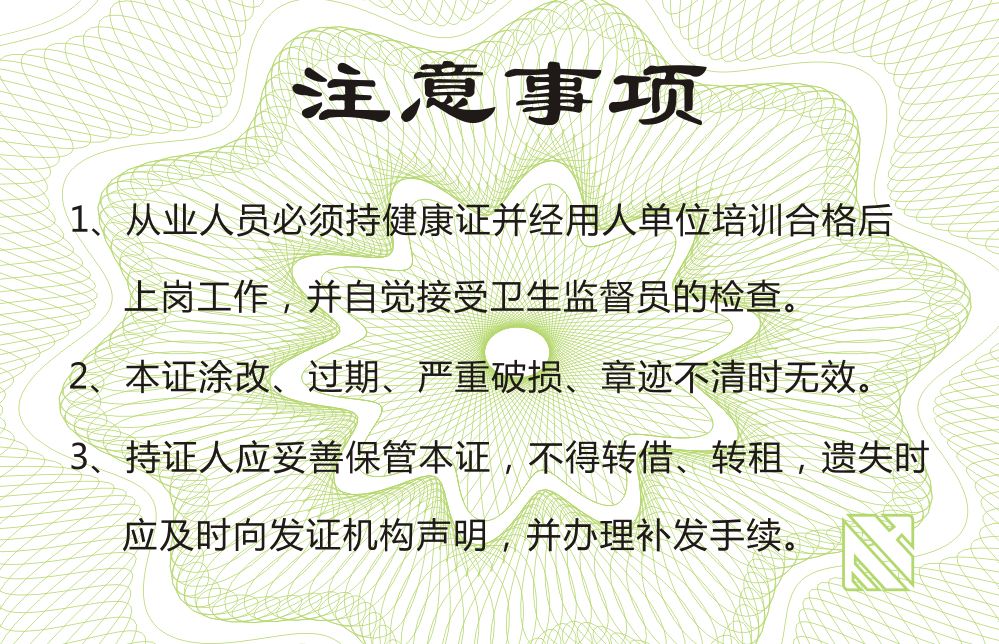 注意事项
1、从业人员必须持健康证并经用人单位培训合格后
上岗工作，并自觉接受卫生监督员的检查。
2、本证涂改、过期、严重破损、章迹不清时无效。
3、持证人应妥善保管本证，不得转借、转租，遗失时
应及时向发证机构声明，并办理补发手续。